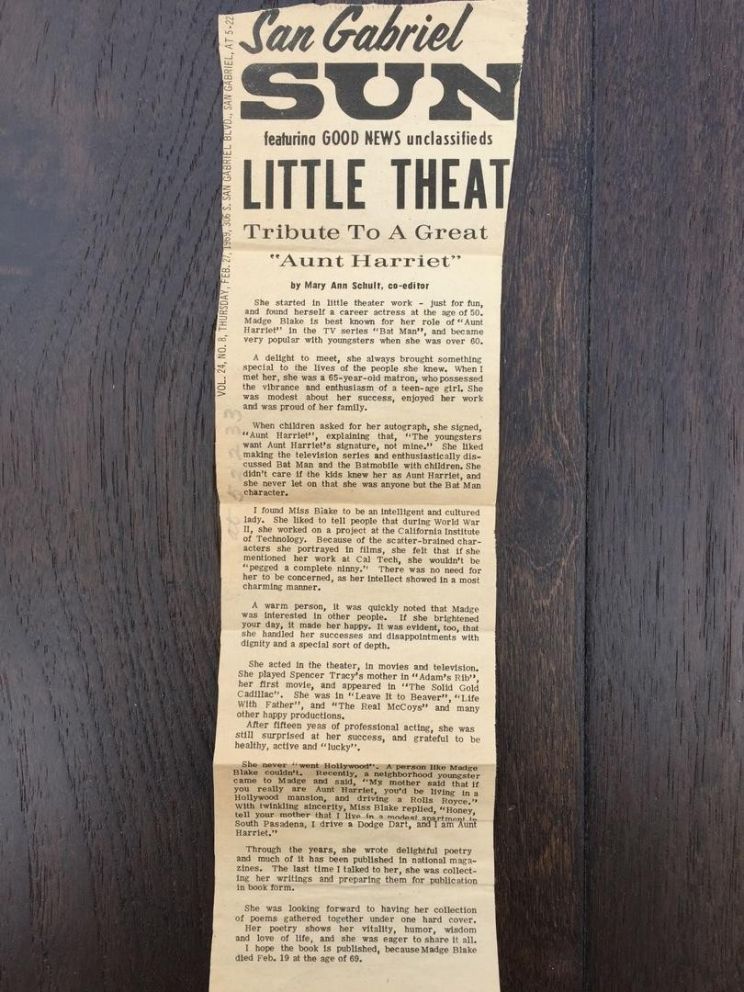 San Gabriel
SUN
featuring GOOD NEWS unclassifieds
VOL. 24, NO. 8, THURSDAY, FEB. 27, 1969, 306 S. SAN GABRIEL BLVD., SAN GABRIEL, AT 5-22
LITTLE THEAT
Tribute To A Great
"Aunt Harriet"
by Mary Ann Schult, co-editor
She started in little theater work - just for fun,
and found herself a career actress at the age of 50.
Madge Blake is best known for her role of "Aunt
Harriet" in the TV series "Bat Man", and became
very popular with youngsters when she was over 60.
A delight to meet, she always brought something
special to the lives of the people she knew. When I
met her, she was a 65-year-old matron, who possessed
the vibrance and enthusiasm of a teen-age girl. She
was modest about her success, enjoyed her work
and was proud of her family.
When children asked for her autograph, she signed,
"Aunt Harriet", explaining that, "The youngsters
want Aunt Harriet's signature, not mine." She liked
making the television series and enthusiastically dis-
cussed Bat Man and the Batmobile with children. She
didn't care if the kids knew her as Aunt Harriet, and
she never let on that she was anyone but the Bat Man
character.
I found Miss Blake to be an intelligent and cultured
lady. She liked to tell people that during World War
II, she worked on a project at the California Institute
of Technology. Because of the scatter-brained char-
acters she portrayed in films, she felt that if she
mentioned her work at Cal Tech, she wouldn't be
"pegged a complete ninny." There was no need for
her to be concerned, as her intellect showed in a most
charming manner.
A warm person, it was quickly noted that Madge
was interested in other people. If she brightened
your day, it made her happy. It was evident, too, that
she handled her successes and disappointments with
dignity and a special sort of depth.
She acted in the theater, in movies and television.
She played Spencer Tracy's mother in "Adam's Rib",
her first movie, and appeared in "The Solid Gold
Cadillac". She was in "Leave It to Beaver", "Life
With Father", and "The Real McCoys" and many
other happy productions.
After fifteen yeas of professional acting, she was
still surprised at her success, and grateful to be
healthy, active and "lucky".
She never "went Hollywood". A person like Madge
Blake couldn't. Recently, a neighborhood youngster
came to Madge and said, "My mother said that if
you really are Aunt Harriet, you'd be living in a
Hollywood mansion, and driving a Rolls Royce."
With twinkling sincerity, Miss Blake replied, "Honey,
tell your mother that I live in a modest apartment in
South Pasadena, I drive a Dodge Dart, and I am Aunt
Harriet."
Through the years, she wrote delightful poetry
and much of it has been published in national maga-
zines. The last time I talked to her, she was collect-
ing her writings and preparing them for publication
in book form.
She was looking forward to having her collection
of poems gathered together under one hard cover.
Her poetry shows her vitality, humor, wisdom
and love of life, and she was eager to share it all.
I hope the book is published, because Madge Blake
died Feb. 19 at the age of 69.